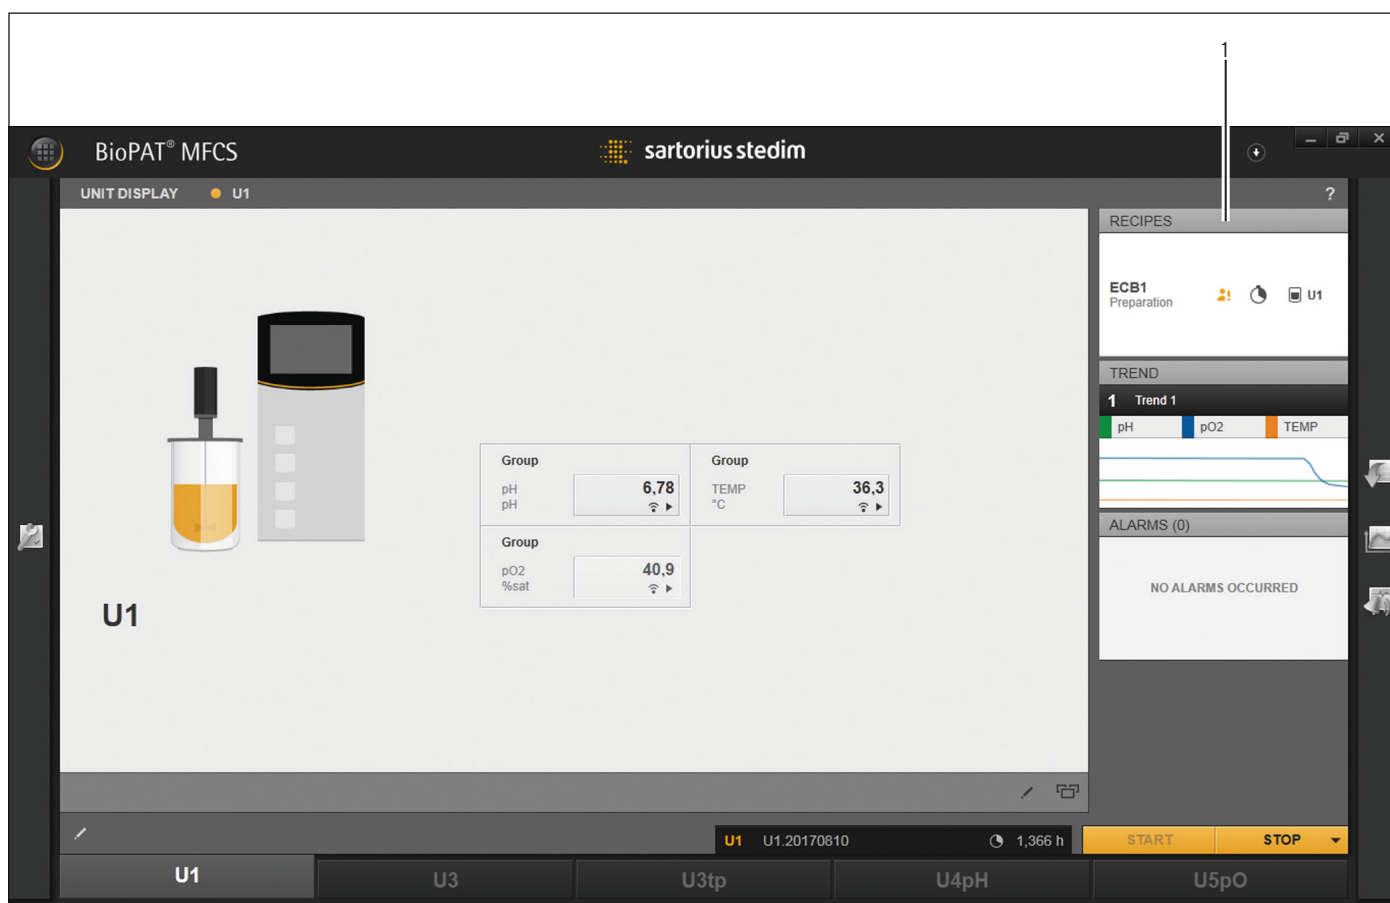 1
BioPAT® MFCS
sartorius stedim
UNIT DISPLAY U1 ?
RECIPES
ECB1
Preparation
U1
TREND
1 Trend 1
pH pO2 TEMP
Group
pH
pH
6,78
Group
TEMP
°C
36,3
Group
pO2
%sat
40,9
ALARMS (0)
NO ALARMS OCCURRED
U1
U1 U1.20170810 1,366 h START STOP
U1 U3 U3tp U4pH U5pO